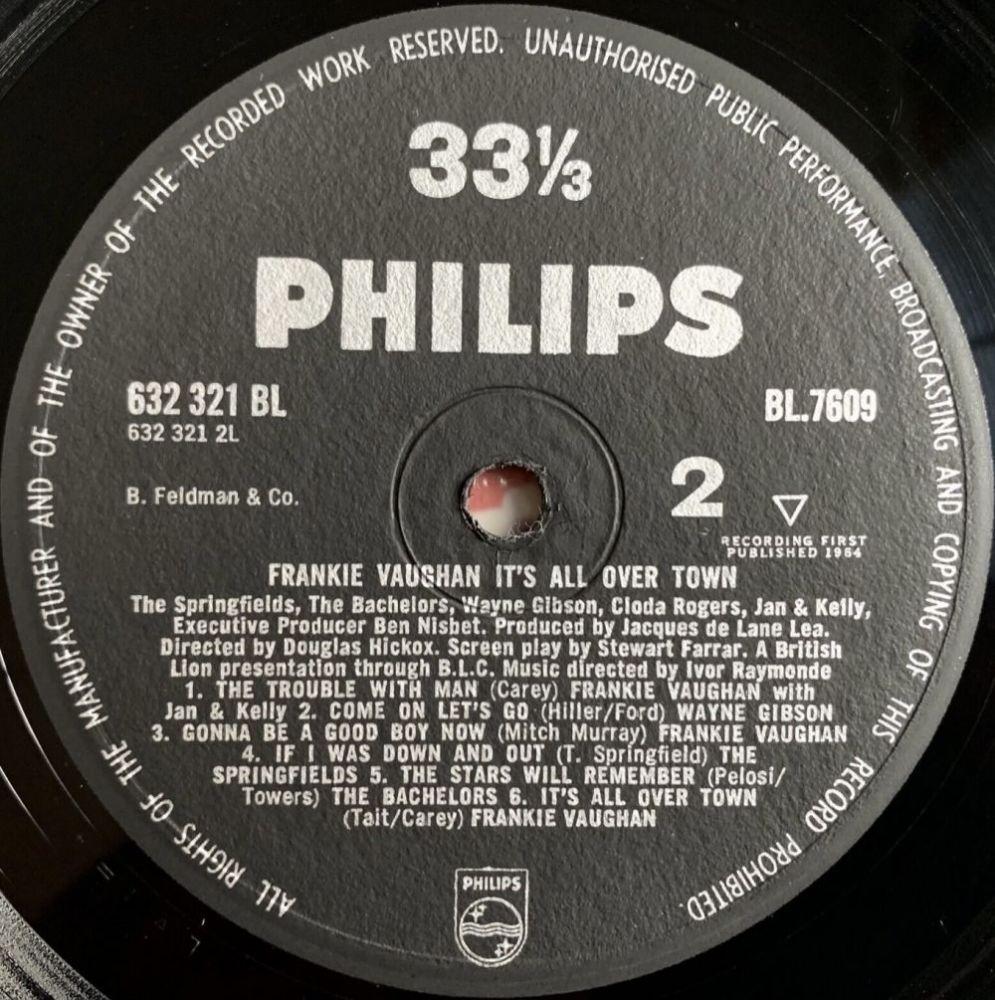 ALL RIGHTS OF THE MANUFACTURER AND OF THE OWNER OF THE RECORDED WORK RESERVED. UNAUTHORISED PUBLIC PERFORMANCE, BROADCASTING AND COPYING OF THIS RECORD PROHIBITED.
33⅓
PHILIPS
632 321 BL
BL.7609
632 321 2L
B. Feldman & Co.
2
RECORDING FIRST
PUBLISHED 1964
FRANKIE VAUGHAN IT'S ALL OVER TOWN
The Springfields, The Bachelors, Wayne Gibson, Cloda Rogers, Jan & Kelly,
Executive Producer Ben Nisbet. Produced by Jacques de Lane Lea.
Directed by Douglas Hickox. Screen play by Stewart Farrar. A British
Lion presentation through B.L.C. Music directed by Ivor Raymonde
1. THE TROUBLE WITH MAN (Carey) FRANKIE VAUGHAN with
Jan & Kelly 2. COME ON LET'S GO (Hiller/Ford) WAYNE GIBSON
3. GONNA BE A GOOD BOY NOW (Mitch Murray) FRANKIE VAUGHAN
4. IF I WAS DOWN AND OUT (T. Springfield) THE
SPRINGFIELDS 5. THE STARS WILL REMEMBER (Pelosi/
Towers) THE BACHELORS 6. IT'S ALL OVER TOWN
(Tait/Carey) FRANKIE VAUGHAN
PHILIPS